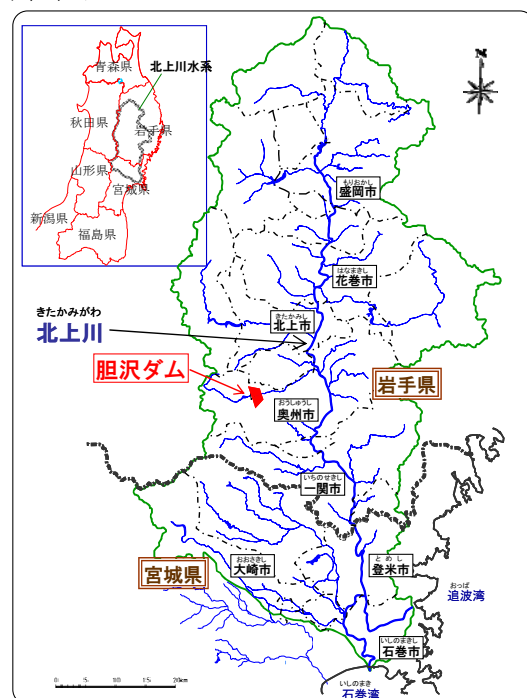 青森県
北上川水系
秋田県
岩手県
山形県
宮城県
新潟県
福島県
もりおかし
盛岡市
はなまきし
花巻市
きたかみし
北上市
きたかみがわ
北上川
胆沢ダム
岩手県
おうしゅうし
奥州市
いちのせきし
一関市
おおさきし
大崎市
とめし
登米市
宮城県
おっぱ
追波湾
いしのまきし
石巻市
いしのまき
石巻湾
0 5 10 15 20km